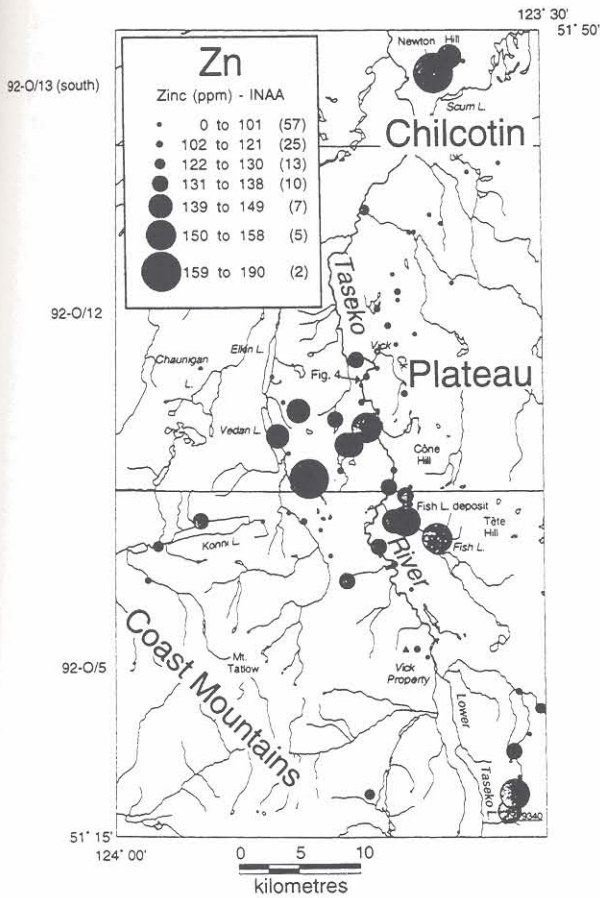 123° 30'
51° 50'
92-O/13 (south)
Zn
Zinc (ppm) - INAA
0 to 101 (57)
102 to 121 (25)
122 to 130 (13)
131 to 138 (10)
139 to 149 (7)
150 to 158 (5)
159 to 190 (2)
Newton Hill
Scum L.
Chilcotin
Taseko
92-O/12
Elkin L.
Chaunigan
L.
Vick
Ck.
Fig. 4
Plateau
Vedan L.
Cône
Hill
Fish L. deposit
Tête
Hill
Fish L.
Konni L.
River
Coast Mountains
92-O/5
Mt.
Tatlow
Vick
Property
Lower
Taseko L.
9340
51° 15'
124° 00'
0 5 10
kilometres